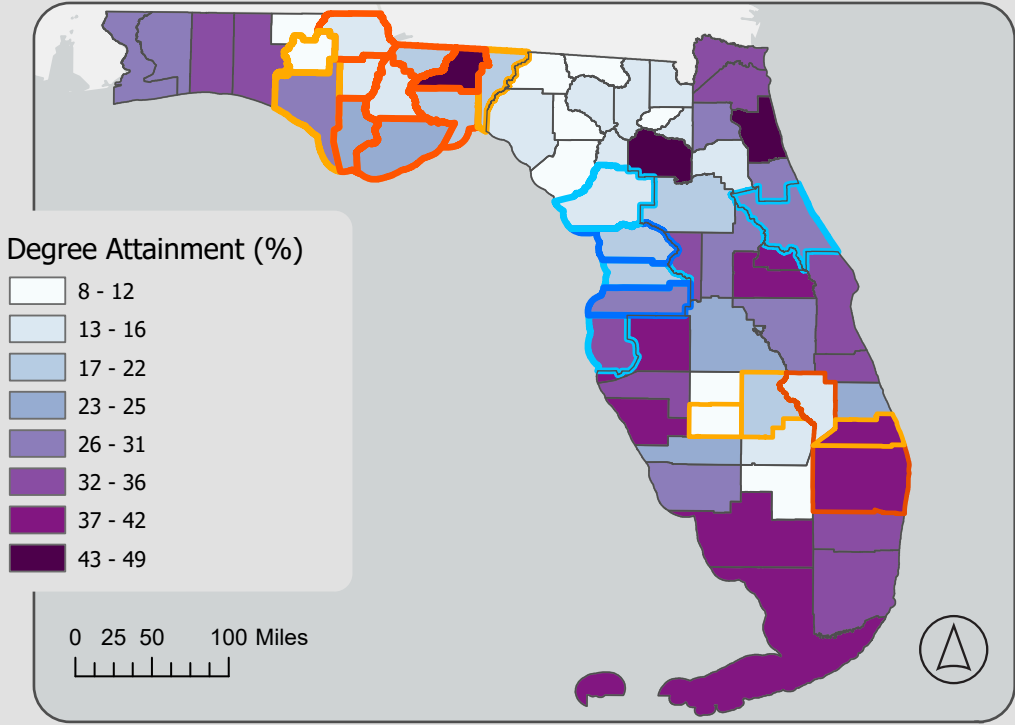 Degree Attainment (%)
8 - 12
13 - 16
17 - 22
23 - 25
26 - 31
32 - 36
37 - 42
43 - 49
0 25 50 100 Miles